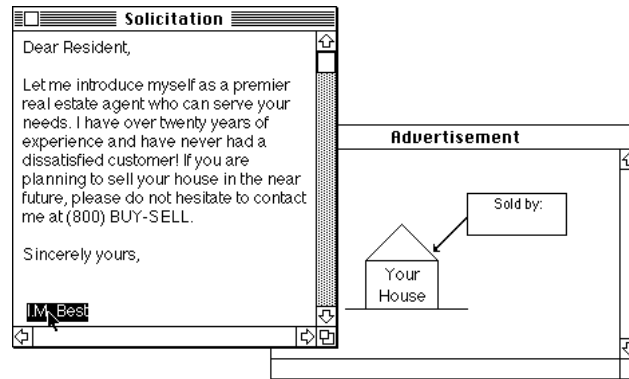 Solicitation
Dear Resident,
Let me introduce myself as a premier
real estate agent who can serve your
needs. I have over twenty years of
experience and have never had a
dissatisfied customer! If you are
planning to sell your house in the near
future, please do not hesitate to contact
me at (800) BUY-SELL.
Sincerely yours,
I.M. Best
Advertisement
Sold by:
Your
House